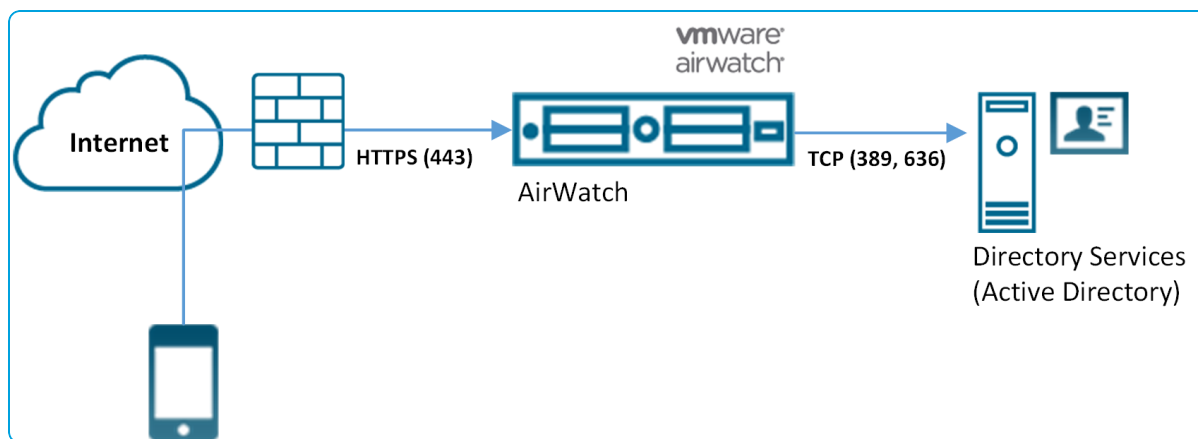 vmware
airwatch
Internet
HTTPS (443)
TCP (389, 636)
AirWatch
Directory Services
(Active Directory)